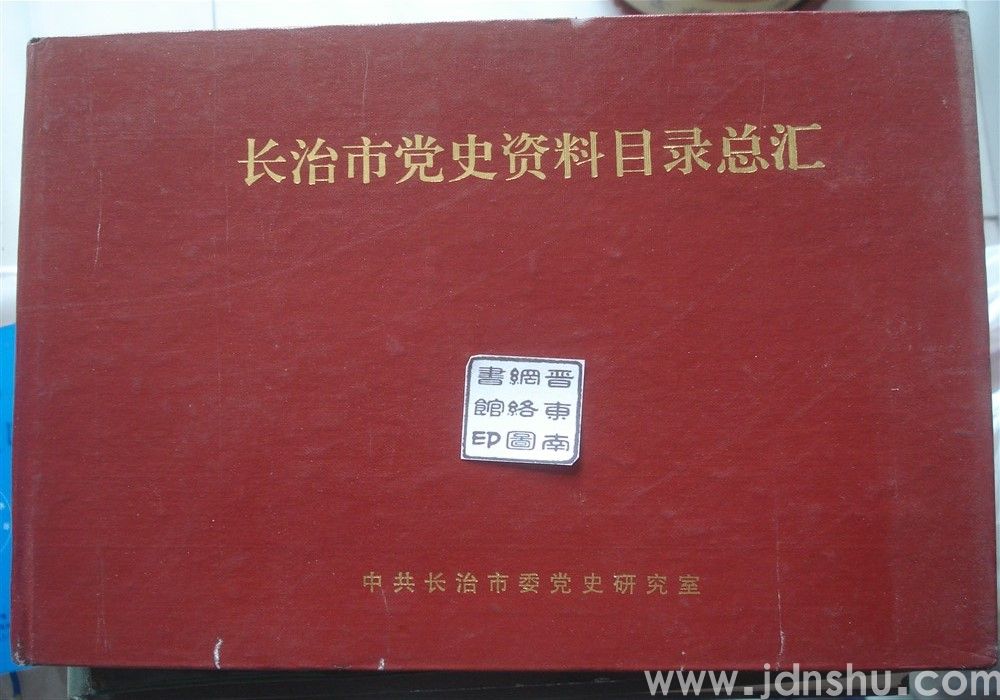 长治市党史资料目录总汇
晋東南
網絡圖
書館印
中共长治市委党史研究室
www.jdnshu.com